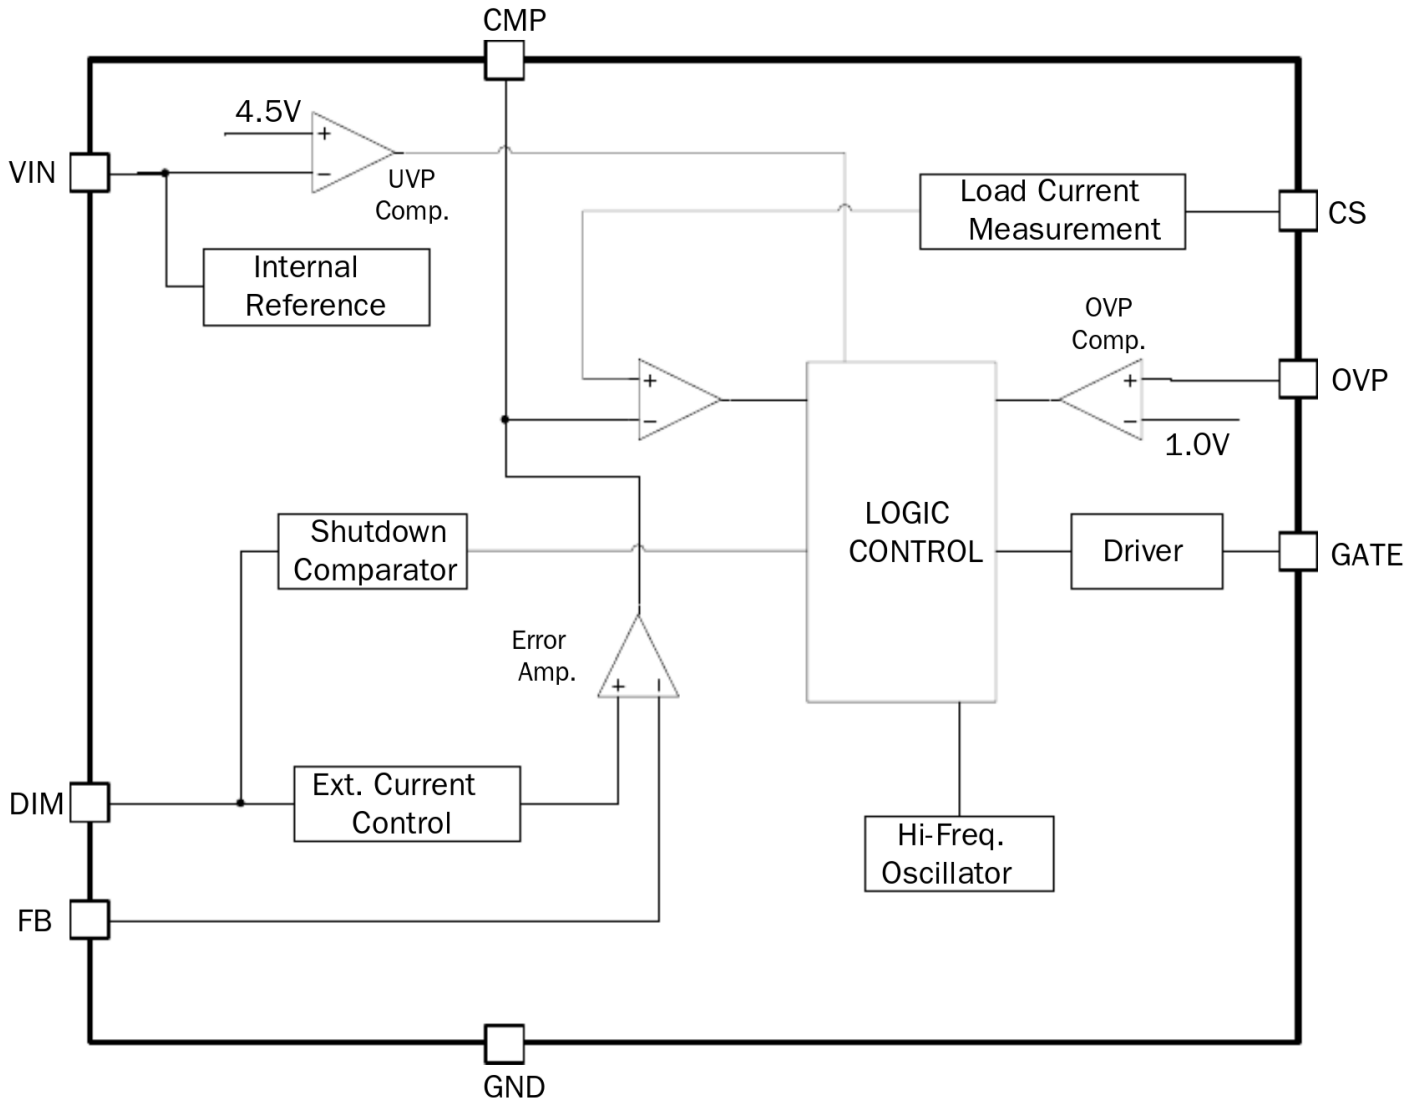 CMP
4.5V
+
−
VIN
UVP
Comp.
Load Current
Measurement
CS
Internal
Reference
OVP
Comp.
+
−
+
−
OVP
1.0V
LOGIC
CONTROL
Shutdown
Comparator
Driver
GATE
Error
Amp.
+
−
Ext. Current
Control
DIM
Hi-Freq.
Oscillator
FB
GND